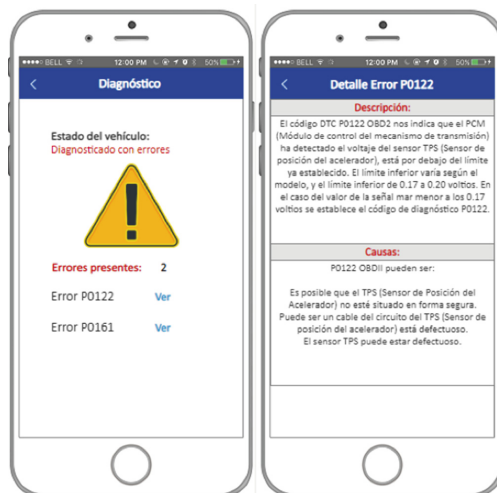 BELL 12:00 PM 50%
Diagnóstico
Estado del vehículo:
Diagnosticado con errores
Errores presentes: 2
Error P0122 Ver
Error P0161 Ver
BELL 12:00 PM 50%
Detalle Error P0122
Descripción:
El código DTC P0122 OBD2 nos indica que el PCM
(Módulo de control del mecanismo de transmisión)
ha detectado el voltaje del sensor TPS (Sensor de
posición del acelerador), está por debajo del límite
ya establecido. El límite inferior varía según el
modelo, y el límite inferior de 0.17 a 0.20 voltios. En
el caso del valor de la señal mar menor a los 0.17
voltios se establece el código de diagnóstico P0122.
Causas:
P0122 OBDII pueden ser:
Es posible que el TPS (Sensor de Posición del
Acelerador) no esté situado en forma segura.
Puede ser un cable del circuito del TPS (Sensor de
posición del acelerador) está defectuoso.
El sensor TPS puede estar defectuoso.